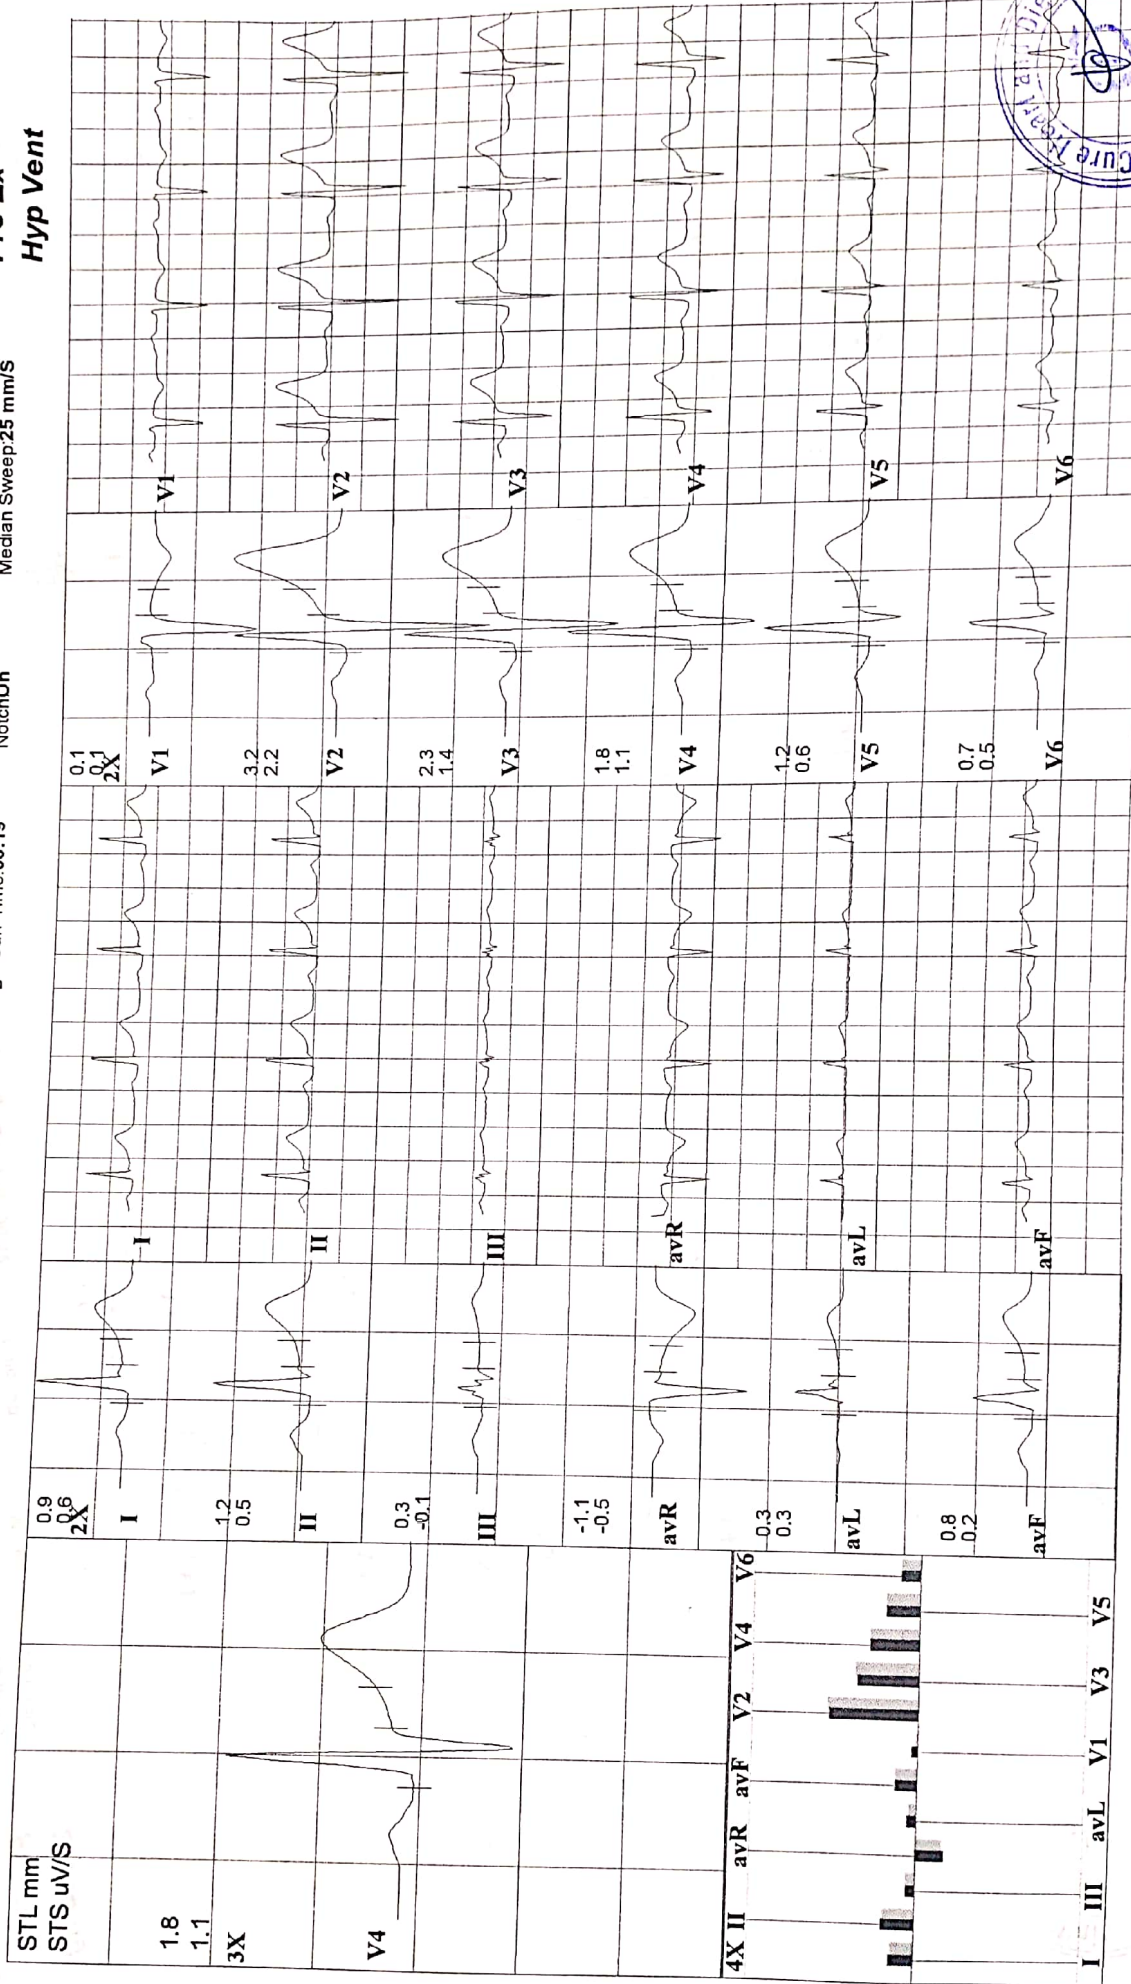 Hyp Vent
Median Sweep:25 mm/S
STL mm
STS uV/S
1.8
1.1
3X
V4
4X II avR avF V2 V4 V6
I III avL V1 V3 V5
0.9
0.6
2X
I
1.2
0.5
II
0.3
-0.1
III
-1.1
-0.5
avR
0.3
avL
0.8
0.2
avF
I
II
III
avR
avL
avF
0.1
0.1
2X
V1
3.2
2.2
V2
2.3
1.4
V3
1.8
1.1
V4
1.2
0.6
V5
0.7
0.5
V6
V1
V2
V3
V4
V5
V6
Cure Heart